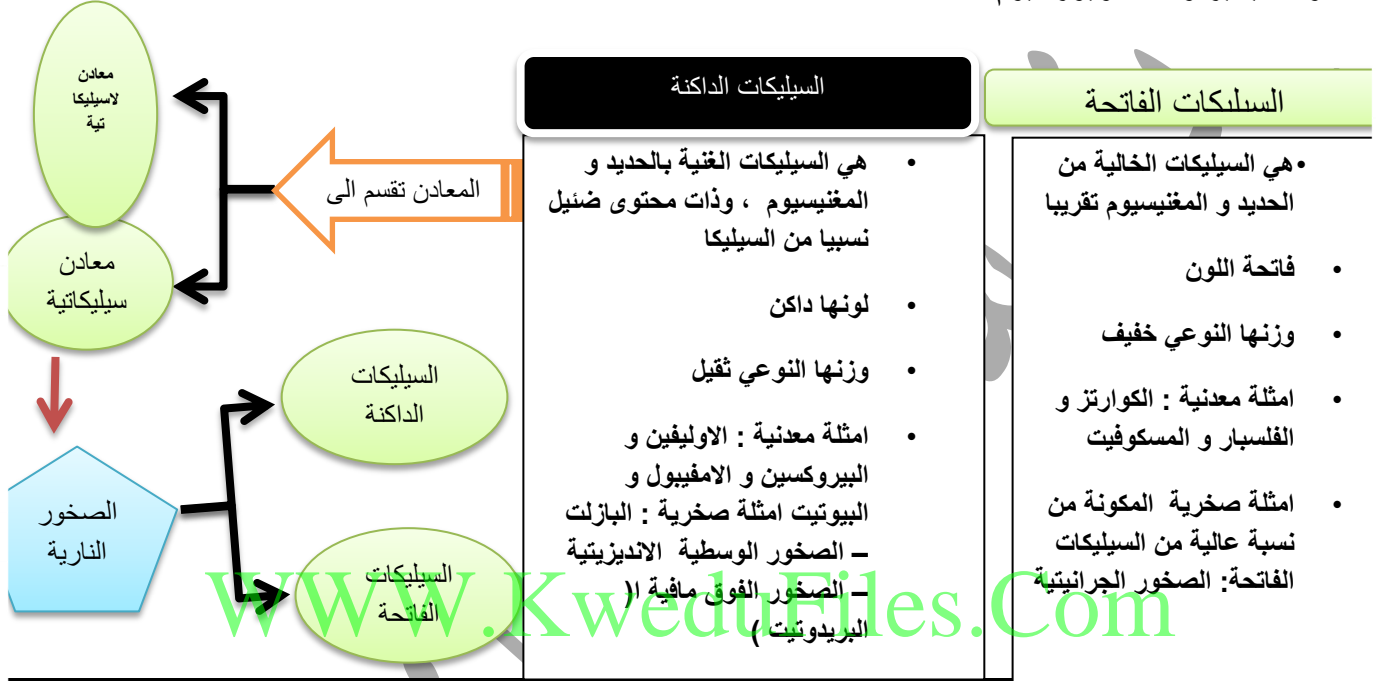 السيليكات الفاتحة
•هي السيليكات الخالية من
الحديد و المغنيسيوم تقريبا
• فاتحة اللون
• وزنها النوعي خفيف
• امثلة معدنية : الكوارتز و
الفلسبار و المسكوفيت
• امثلة صخرية المكونة من
نسبة عالية من السيليكات
الفاتحة: الصخور الجرانيتية
السيليكات الداكنة
• هي السيليكات الغنية بالحديد و
المغنيسيوم ، وذات محتوى ضئيل
نسبيا من السيليكا
• لونها داكن
• وزنها النوعي ثقيل
• امثلة معدنية : الاوليفين و
البيروكسين و الامفيبول و
البيوتيت امثلة صخرية : البازلت
– الصخور الوسطية الانديزيتية
– الصخور الفوق مافية ا(
البريدوتيت )
المعادن تقسم الى
معادن
لاسيليكا
تية
معادن
سيليكاتية
السيليكات
الداكنة
الصخور
النارية
السيليكات
الفاتحة
WWW.KweduFiles.Com